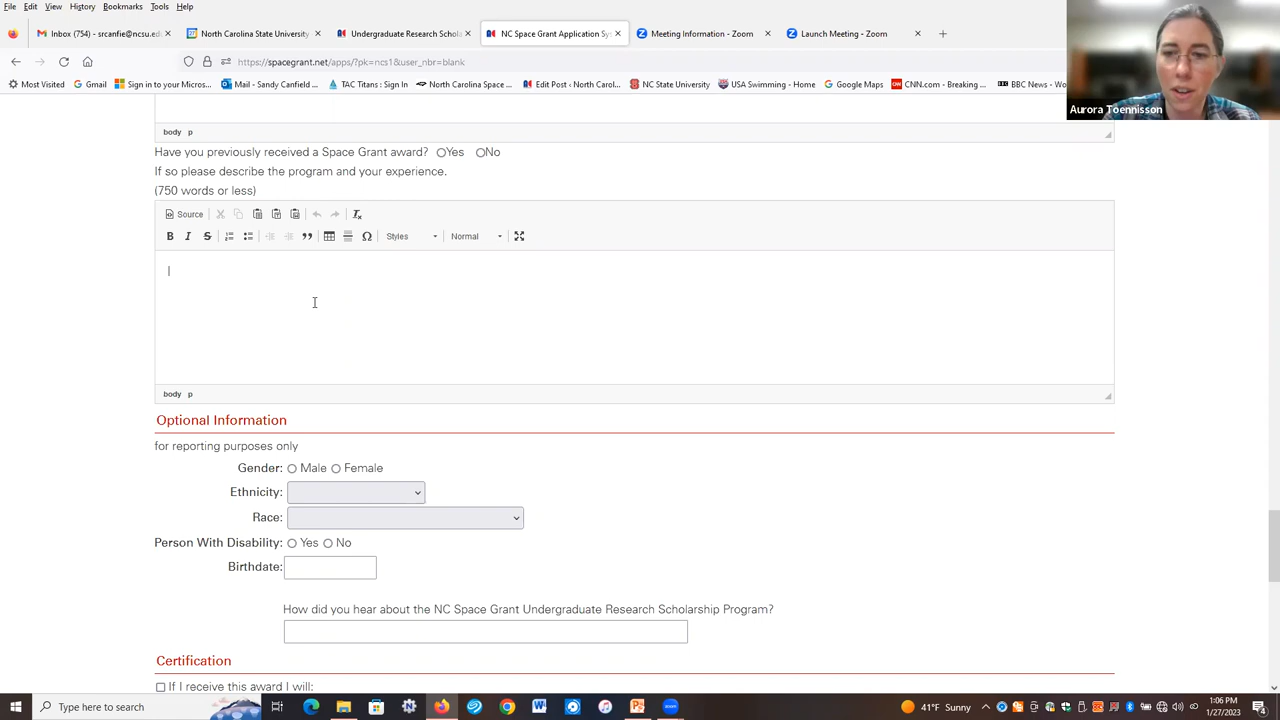 File Edit View History Bookmarks Tools Help
Inbox (754) - srcanfie@ncsu.ed
North Carolina State University
Undergraduate Research Schola
NC Space Grant Application Sy
Meeting Information - Zoom
Launch Meeting - Zoom
https://spacegrant.net/apps/?pk=ncs1&user_nbr=blank
Most Visited Gmail Sign in to your Micros... Mail - Sandy Canfield ... TAC Titans : Sign In North Carolina Space ... Edit Post ‹ North Carol... NC State University USA Swimming - Home Google Maps CNN.com - Breaking ... BBC News - Wo
Aurora Toennisson
body p
Have you previously received a Space Grant award? Yes No
If so please describe the program and your experience.
(750 words or less)
Source
B I S Styles Normal
body p
Optional Information
for reporting purposes only
Gender: Male Female
Ethnicity:
Race:
Person With Disability: Yes No
Birthdate:
How did you hear about the NC Space Grant Undergraduate Research Scholarship Program?
Certification
If I receive this award I will:
Type here to search
41°F Sunny
1:06 PM
1/27/2023